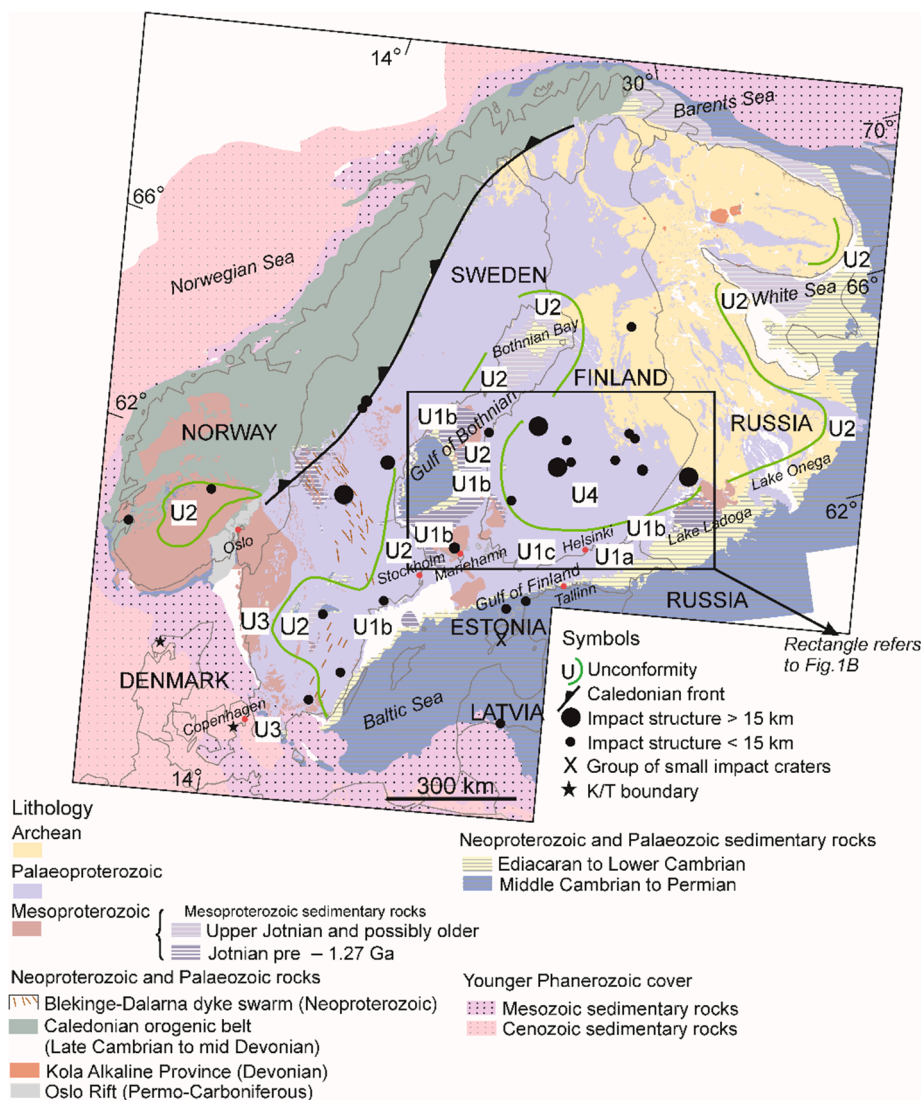 14°
30°
Barents Sea
70°
66°
Norwegian Sea
SWEDEN
U2
White Sea
66°
U2
U2
Bothnian Bay
FINLAND
U2
62°
NORWAY
U1b
Gulf of Bothnian
RUSSIA
U2
U2
Lake Onega
U1b
U4
U2
62°
Oslo
U1b
U1b
Lake Ladoga
U2
Stockholm
Mariehamn
U1c
Helsinki
U1a
Gulf of Finland
Tallinn
RUSSIA
U3
U2
U1b
ESTONIA
Rectangle refers
to Fig.1B
DENMARK
Baltic Sea
LATVIA
Copenhagen
U3
14°
300 km
Symbols
U Unconformity
Caledonian front
Impact structure > 15 km
Impact structure < 15 km
X Group of small impact craters
★ K/T boundary
Lithology
Archean
Palaeoproterozoic
Mesoproterozoic
Mesoproterozoic sedimentary rocks
Upper Jotnian and possibly older
Jotnian pre – 1.27 Ga
Neoproterozoic and Palaeozoic rocks
Blekinge-Dalarna dyke swarm (Neoproterozoic)
Caledonian orogenic belt
(Late Cambrian to mid Devonian)
Kola Alkaline Province (Devonian)
Oslo Rift (Permo-Carboniferous)
Neoproterozoic and Palaeozoic sedimentary rocks
Ediacaran to Lower Cambrian
Middle Cambrian to Permian
Younger Phanerozoic cover
Mesozoic sedimentary rocks
Cenozoic sedimentary rocks